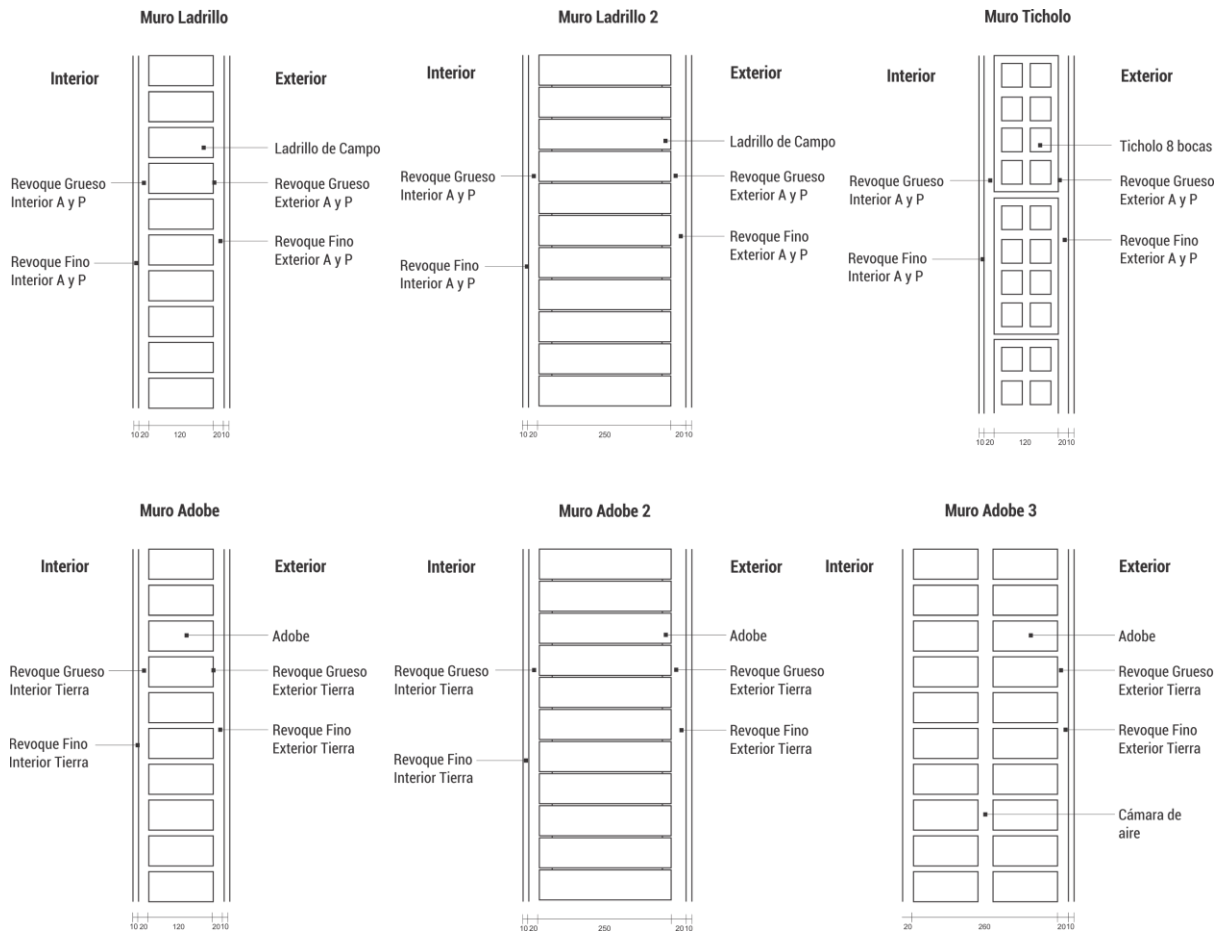 Muro Ladrillo
Interior
Exterior
Ladrillo de Campo
Revoque Grueso
Interior A y P
Revoque Grueso
Exterior A y P
Revoque Fino
Exterior A y P
Revoque Fino
Interior A y P
10 20 120 20 10
Muro Ladrillo 2
Interior
Exterior
Ladrillo de Campo
Revoque Grueso
Interior A y P
Revoque Grueso
Exterior A y P
Revoque Fino
Exterior A y P
Revoque Fino
Interior A y P
10 20 250 20 10
Muro Ticholo
Interior
Exterior
Ticholo 8 bocas
Revoque Grueso
Interior A y P
Revoque Grueso
Exterior A y P
Revoque Fino
Interior A y P
Revoque Fino
Exterior A y P
10 20 120 20 10
Muro Adobe
Interior
Exterior
Adobe
Revoque Grueso
Interior Tierra
Revoque Grueso
Exterior Tierra
Revoque Fino
Interior Tierra
Revoque Fino
Exterior Tierra
10 20 120 20 10
Muro Adobe 2
Interior
Exterior
Adobe
Revoque Grueso
Interior Tierra
Revoque Grueso
Exterior Tierra
Revoque Fino
Exterior Tierra
Revoque Fino
Interior Tierra
10 20 250 20 10
Muro Adobe 3
Interior
Exterior
Adobe
Revoque Grueso
Exterior Tierra
Revoque Fino
Exterior Tierra
Cámara de
aire
20 260 20 10